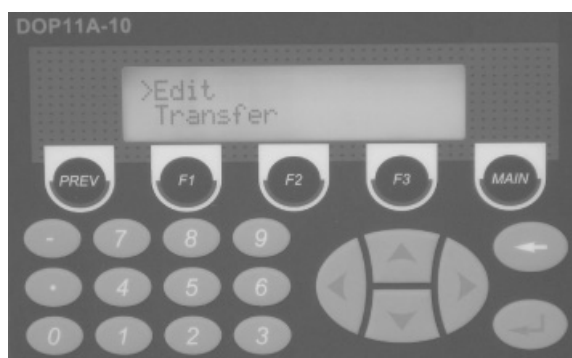 DOP11A-10
>Edit
Transfer
PREV F1 F2 F3 MAIN
- 7 8 9
. 4 5 6
0 1 2 3